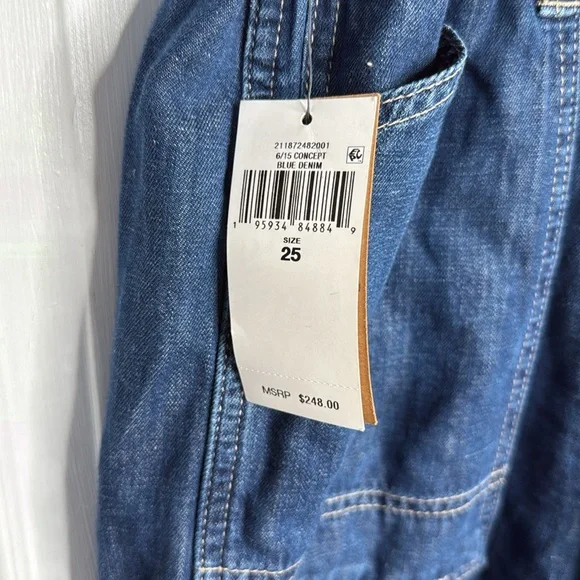 211872482001
6/15 CONCEPT
BLUE DENIM
1 95934 84884 9
SIZE
25
MSRP $248.00